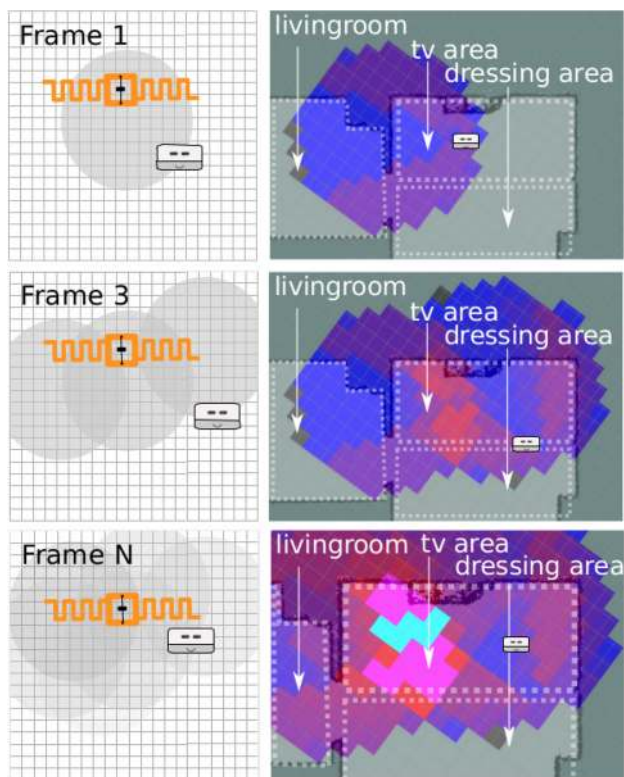 Frame 1
livingroom
tv area
dressing area
Frame 3
livingroom
tv area
dressing area
Frame N
livingroom
tv area
dressing area